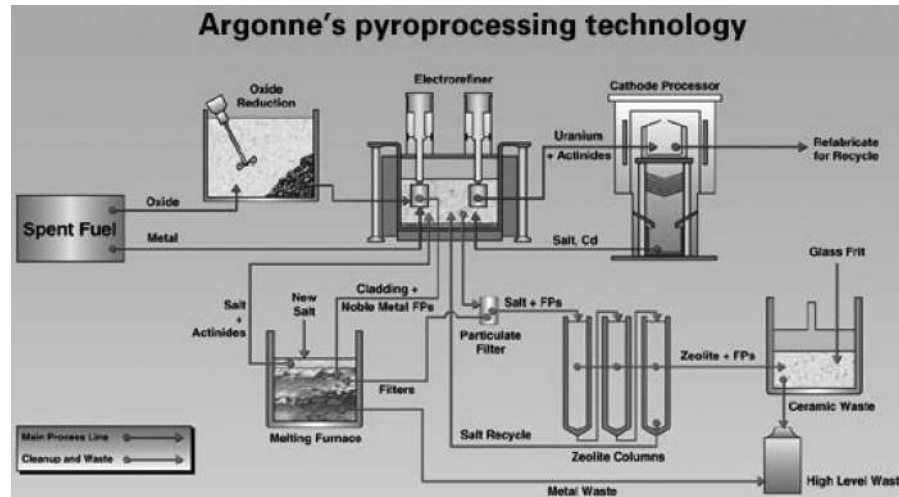 Argonne's pyroprocessing technology
Electrorefiner
Oxide
Reduction
Cathode Processor
Uranium
+ Actinides
Refabricate
for Recycle
Oxide
Spent Fuel
Metal
Salt, Cd
Glass Frit
Salt
+
Actinides
New
Salt
Cladding +
Noble Metal FPs
Salt + FPs
Particulate
Filter
Zeolite + FPs
Filters
Ceramic Waste
Melting Furnace
Salt Recycle
Zeolite Columns
Main Process Line
Cleanup and Waste
Metal Waste
High Level Wast